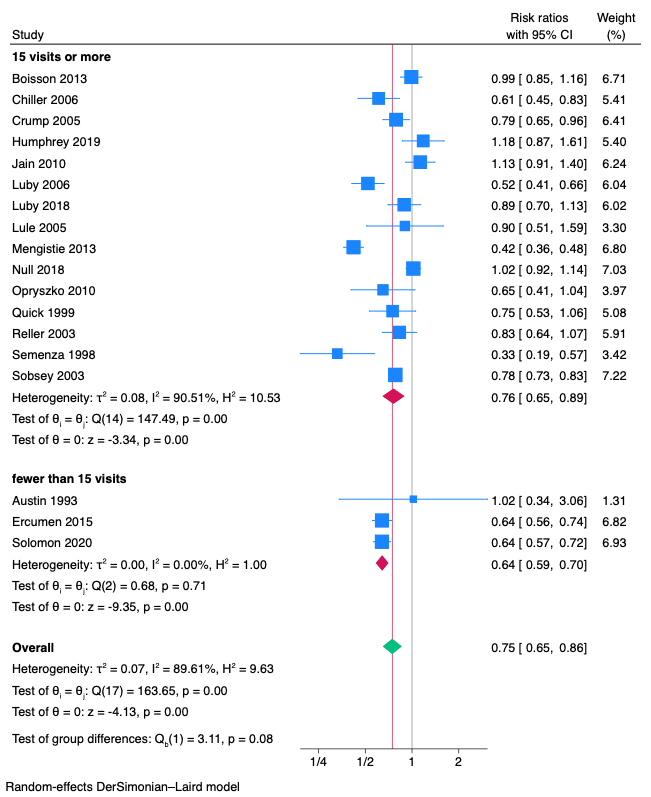 Risk ratios Weight
Study with 95% CI (%)
15 visits or more
Boisson 2013 0.99 [ 0.85, 1.16] 6.71
Chiller 2006 0.61 [ 0.45, 0.83] 5.41
Crump 2005 0.79 [ 0.65, 0.96] 6.41
Humphrey 2019 1.18 [ 0.87, 1.61] 5.40
Jain 2010 1.13 [ 0.91, 1.40] 6.24
Luby 2006 0.52 [ 0.41, 0.66] 6.04
Luby 2018 0.89 [ 0.70, 1.13] 6.02
Lule 2005 0.90 [ 0.51, 1.59] 3.30
Mengistie 2013 0.42 [ 0.36, 0.48] 6.80
Null 2018 1.02 [ 0.92, 1.14] 7.03
Opryszko 2010 0.65 [ 0.41, 1.04] 3.97
Quick 1999 0.75 [ 0.53, 1.06] 5.08
Reller 2003 0.83 [ 0.64, 1.07] 5.91
Semenza 1998 0.33 [ 0.19, 0.57] 3.42
Sobsey 2003 0.78 [ 0.73, 0.83] 7.22
Heterogeneity: τ² = 0.08, I² = 90.51%, H² = 10.53 0.76 [ 0.65, 0.89]
Test of θᵢ = θⱼ: Q(14) = 147.49, p = 0.00
Test of θ = 0: z = -3.34, p = 0.00
fewer than 15 visits
Austin 1993 1.02 [ 0.34, 3.06] 1.31
Ercumen 2015 0.64 [ 0.56, 0.74] 6.82
Solomon 2020 0.64 [ 0.57, 0.72] 6.93
Heterogeneity: τ² = 0.00, I² = 0.00%, H² = 1.00 0.64 [ 0.59, 0.70]
Test of θᵢ = θⱼ: Q(2) = 0.68, p = 0.71
Test of θ = 0: z = -9.35, p = 0.00
Overall 0.75 [ 0.65, 0.86]
Heterogeneity: τ² = 0.07, I² = 89.61%, H² = 9.63
Test of θᵢ = θⱼ: Q(17) = 163.65, p = 0.00
Test of θ = 0: z = -4.13, p = 0.00
Test of group differences: Q_b(1) = 3.11, p = 0.08
1/4 1/2 1 2
Random-effects DerSimonian–Laird model